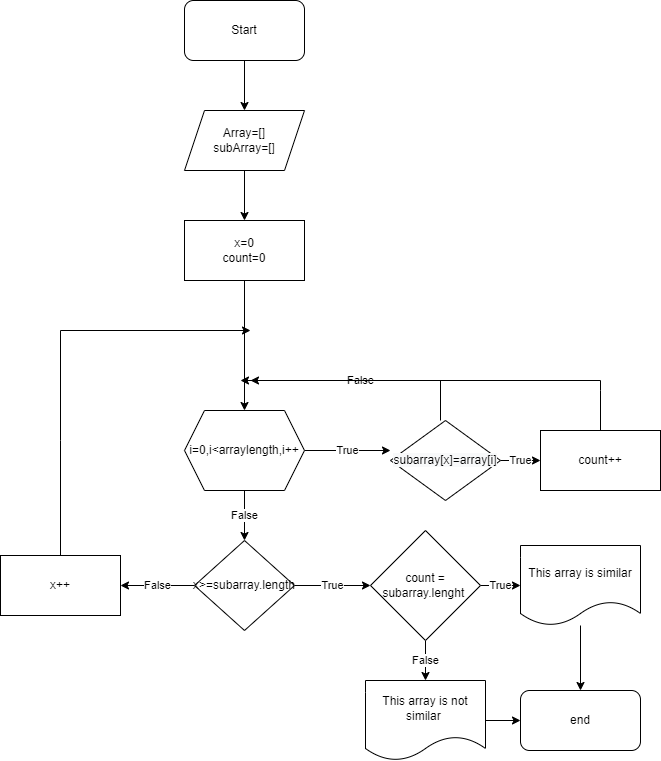 Start
Array=[]
subArray=[]
x=0
count=0
False
i=0,i<arraylength,i++
True
subarray[x]=array[i]
True
count++
False
x++
False
x>=subarray.length
True
count =
subarray.lenght
True
This array is similar
False
This array is not
similar
end